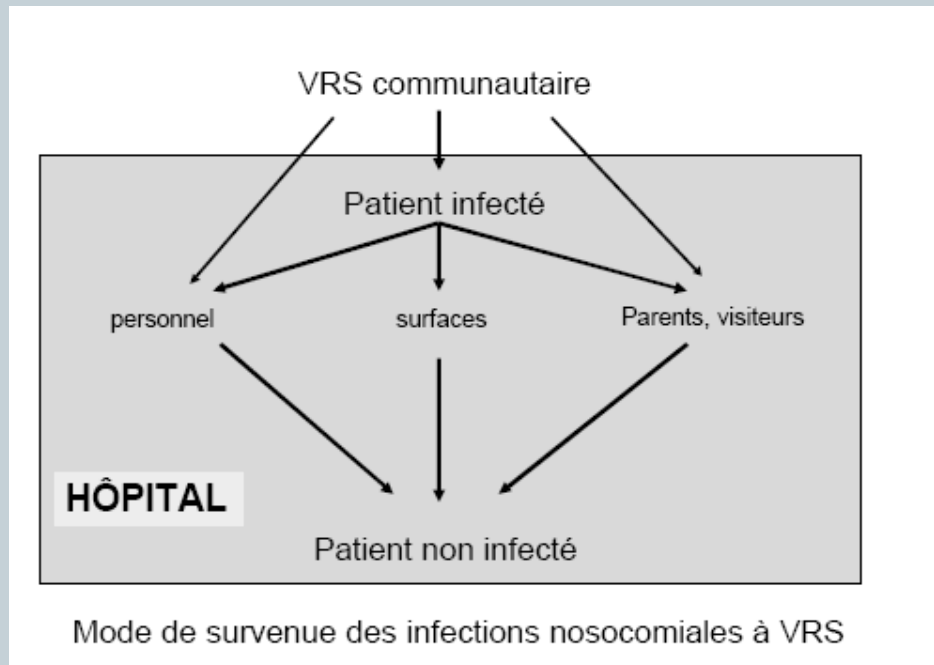 VRS communautaire
Patient infecté
personnel
surfaces
Parents, visiteurs
HÔPITAL
Patient non infecté
Mode de survenue des infections nosocomiales à VRS